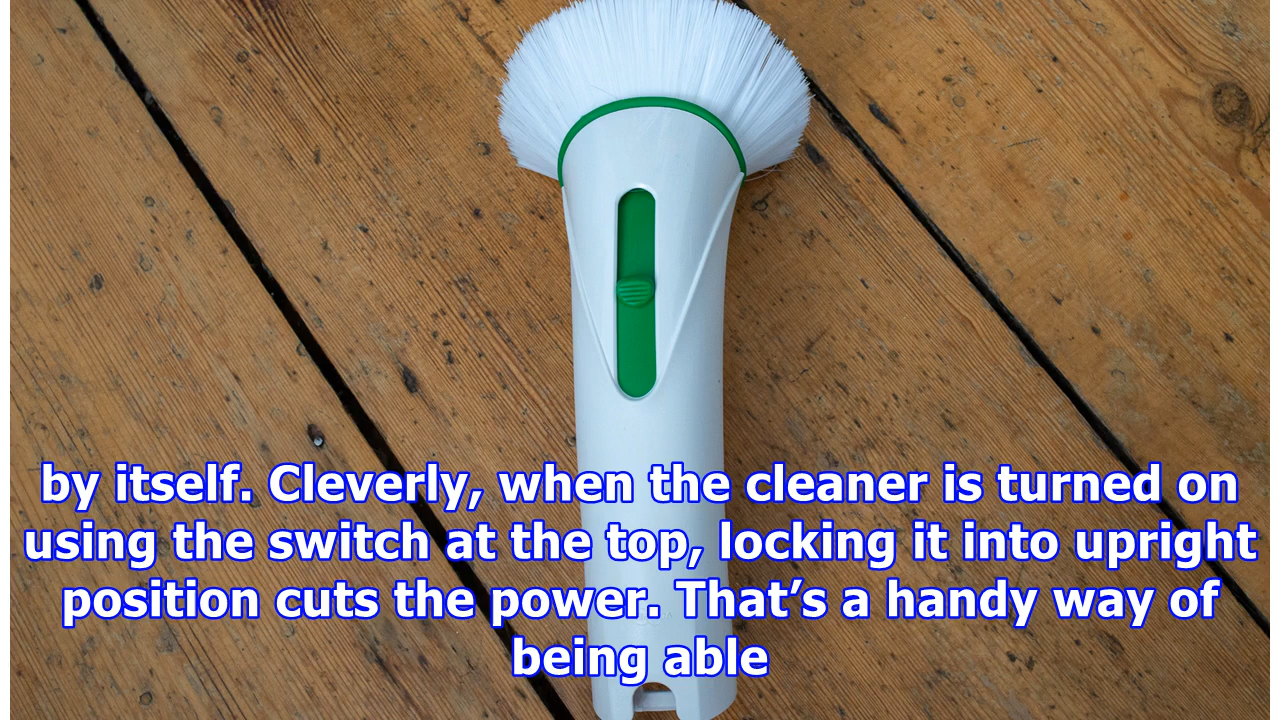 by itself. Cleverly, when the cleaner is turned on
using the switch at the top, locking it into upright
position cuts the power. That’s a handy way of
being able